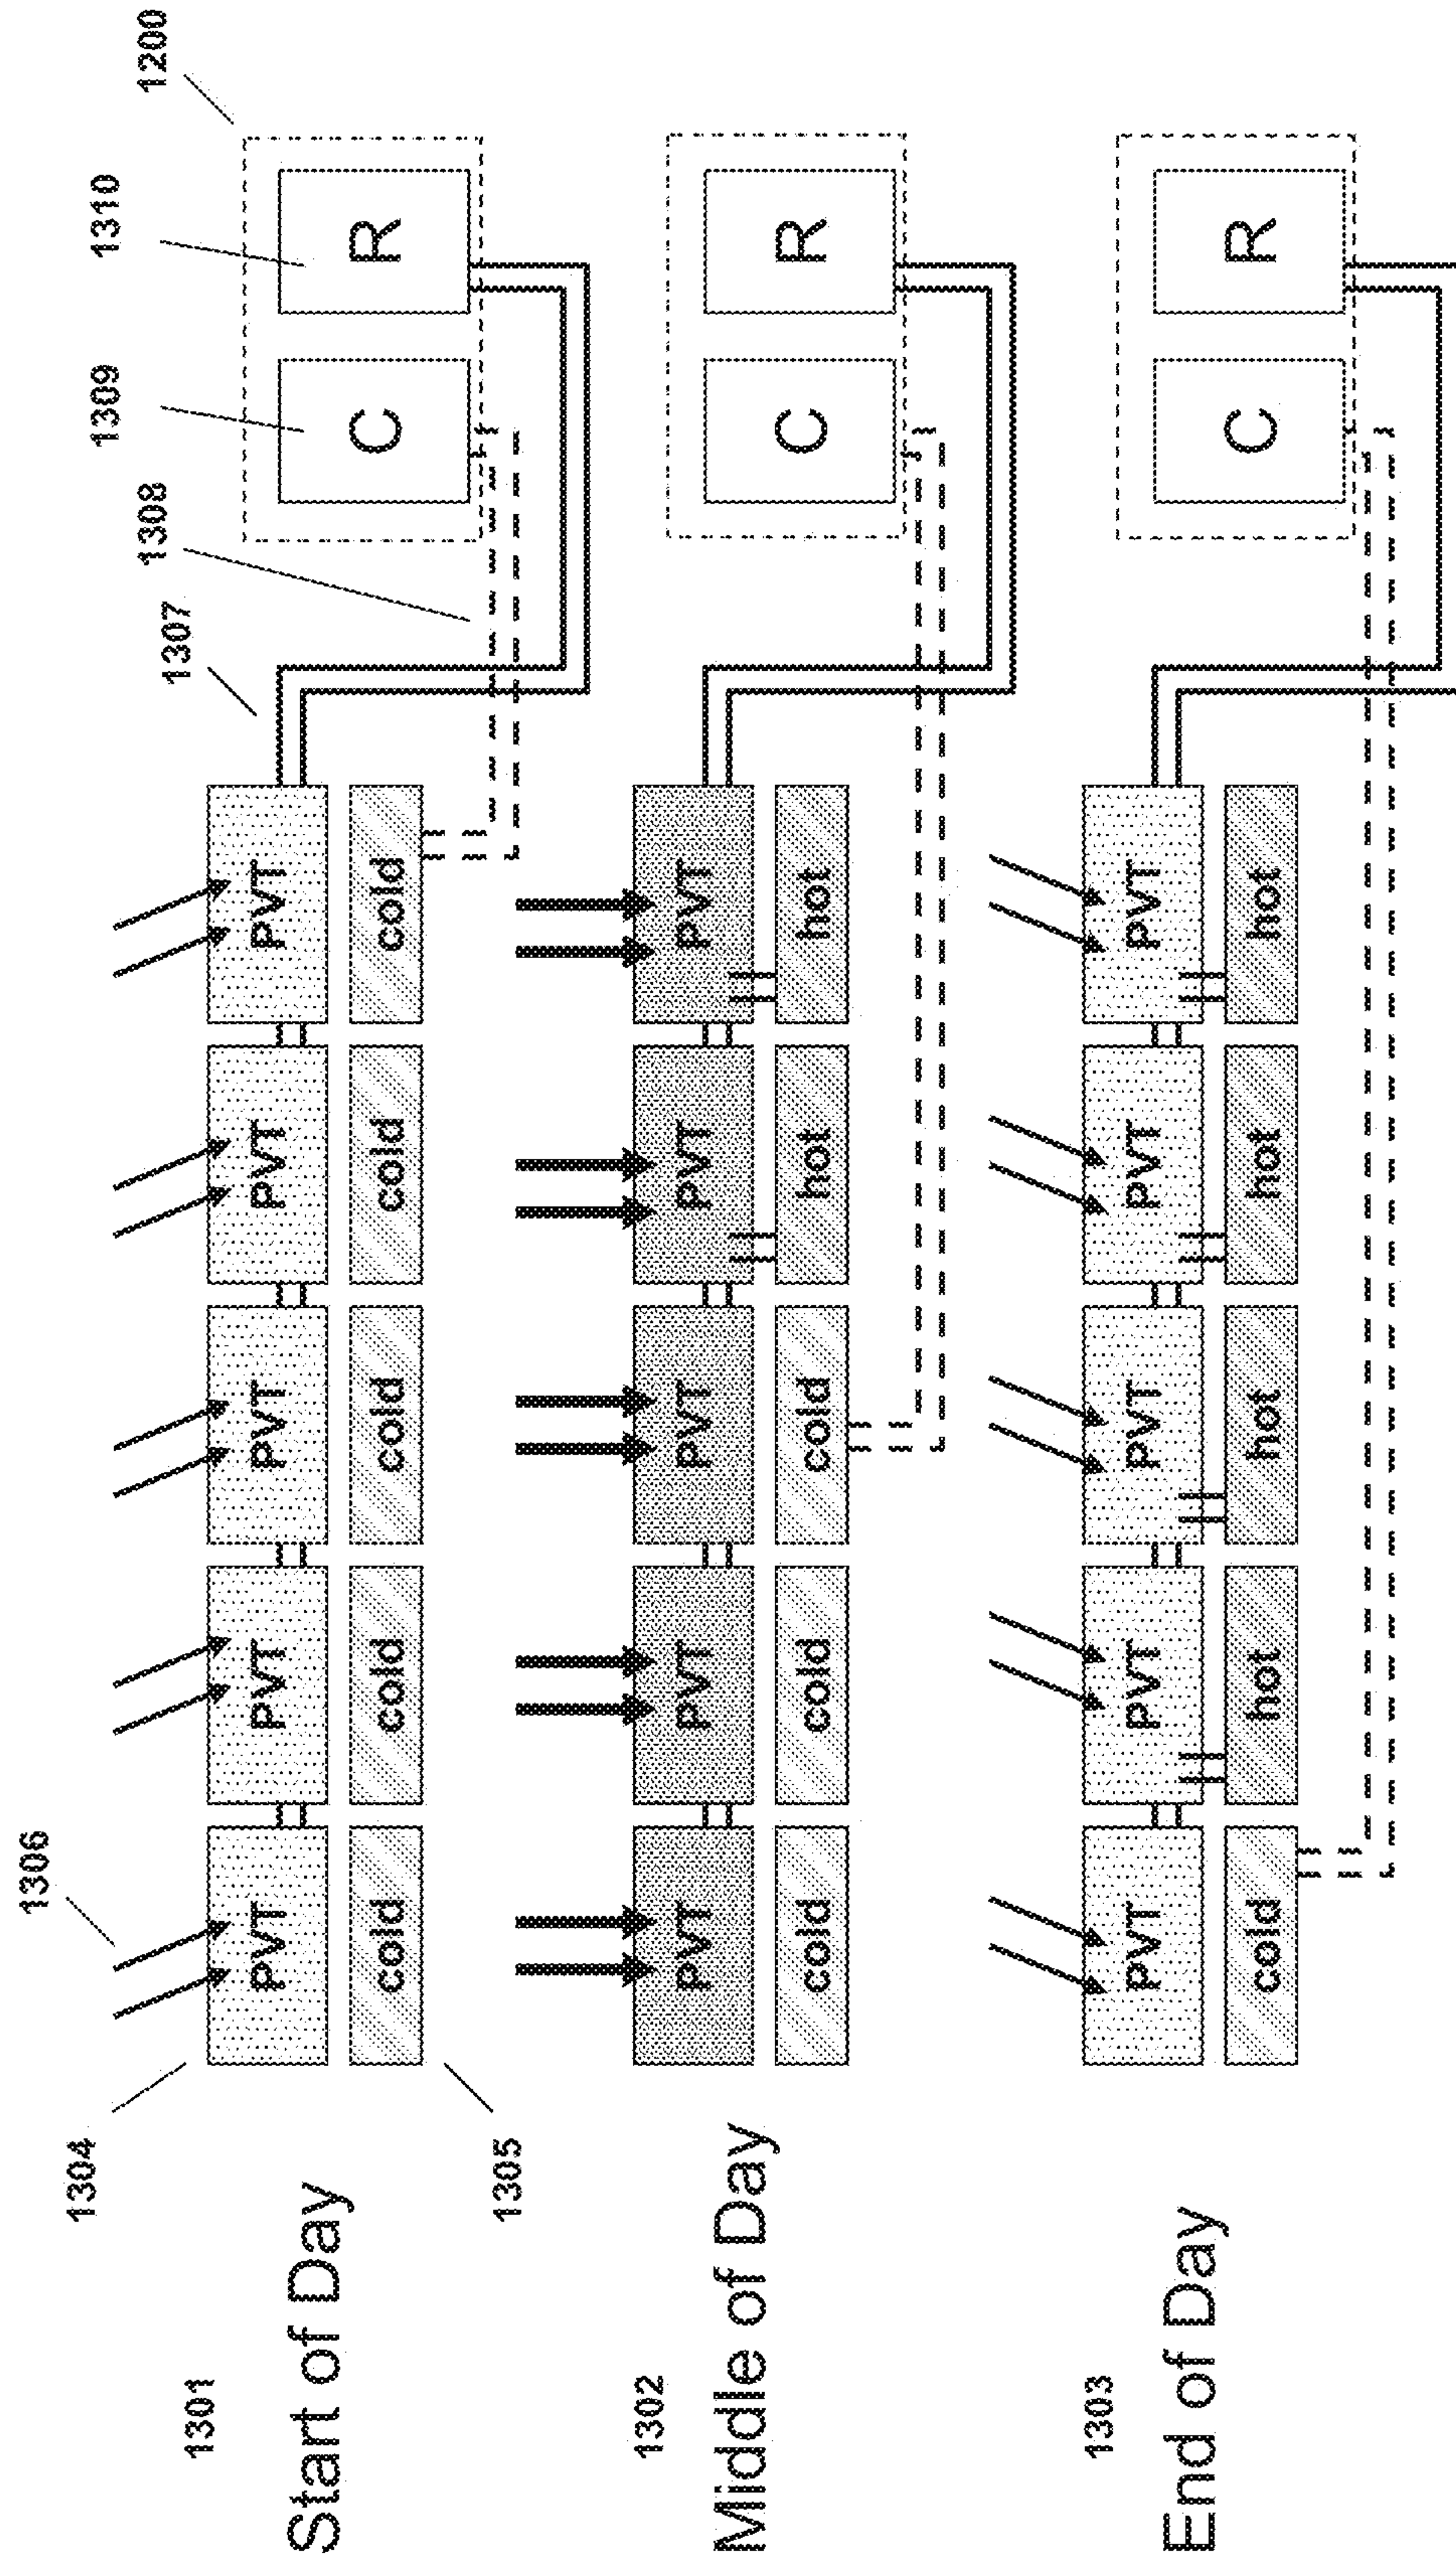 1200
1310
1309
1308
1307
1306
1304
1305
1301
Start of Day
PVT PVT PVT PVT PVT
cold cold cold cold cold
C R
1302
Middle of Day
PVT PVT PVT PVT PVT
cold cold cold hot hot
C R
1303
End of Day
PVT PVT PVT PVT PVT
cold hot hot hot hot
C R